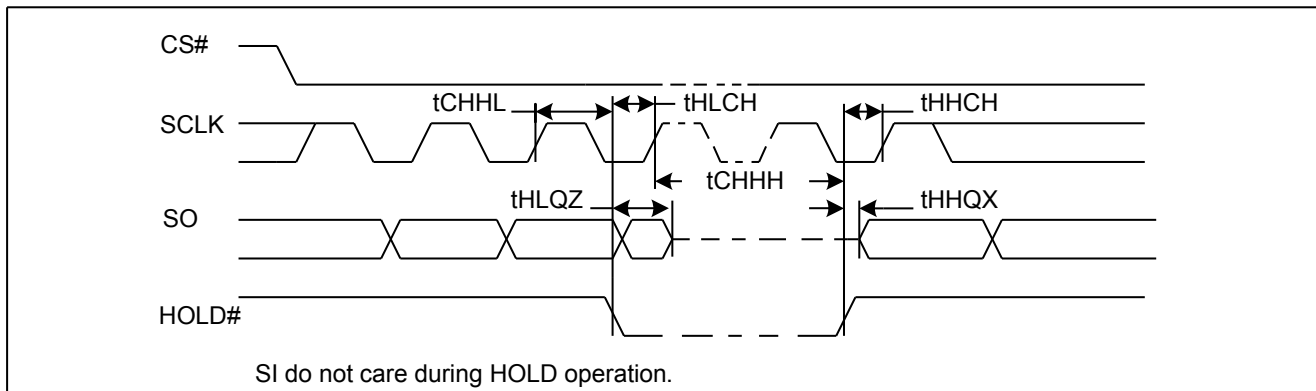 CS#
tCHHL
tHLCH
tHHCH
SCLK
tCHHH
tHLQZ
tHHQX
SO
HOLD#
SI do not care during HOLD operation.